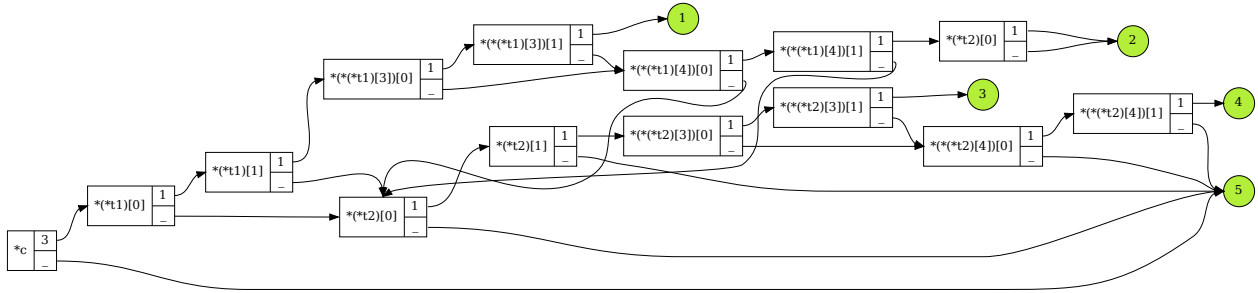 *c
3
_
*(*t1)[0]
1
_
*(*t1)[1]
1
_
*(*(*t1)[3])[0]
1
_
*(*(*t1)[3])[1]
1
_
1
*(*(*t1)[4])[0]
1
_
*(*(*t1)[4])[1]
1
_
*(*t2)[0]
1
_
2
*(*t2)[0]
1
_
*(*t2)[1]
1
_
*(*(*t2)[3])[0]
1
_
*(*(*t2)[3])[1]
1
_
3
*(*(*t2)[4])[0]
1
_
*(*(*t2)[4])[1]
1
_
4
5